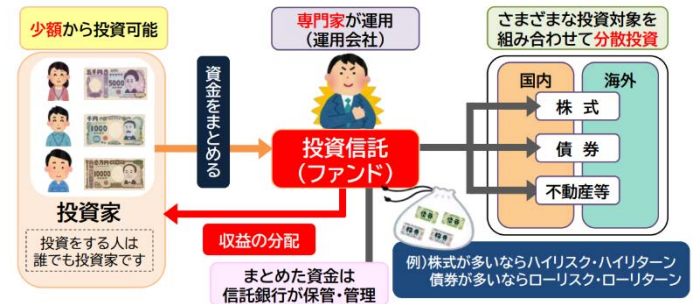 少額から投資可能
5000
1000
10000
投資家
投資をする人は
誰でも投資家です
資金をまとめる
専門家が運用
(運用会社)
投資信託
(ファンド)
収益の分配
まとめた資金は
信託銀行が保管・管理
さまざまな投資対象を
組み合わせて分散投資
国内
海外
株 式
債 券
不動産等
例)株式が多いならハイリスク・ハイリターン
債券が多いならローリスク・ローリターン